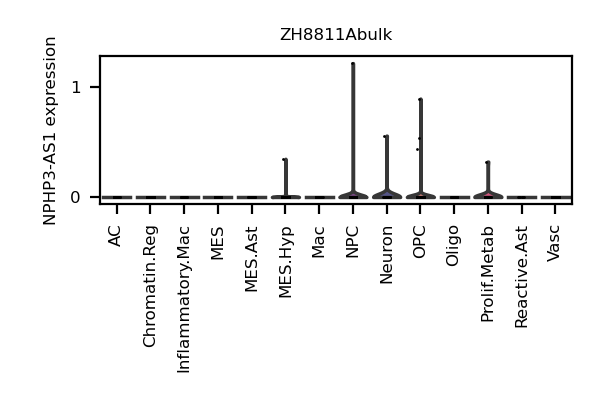 ZH8811Abulk
NPHP3-AS1 expression
1
0
AC
Chromatin.Reg
Inflammatory.Mac
MES
MES.Ast
MES.Hyp
Mac
NPC
Neuron
OPC
Oligo
Prolif.Metab
Reactive.Ast
Vasc